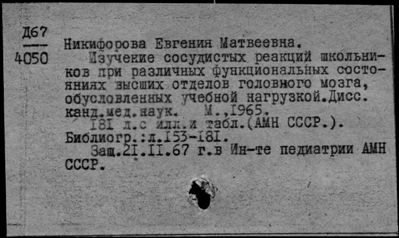 Д67
4050
Никифорова Евгения Матвеевна.
Изучение сосудистых реакций школьни-
ков при различных функциональных состо-
яниях высших отделов головного мозга,
обусловленных учебной нагрузкой.Дисс.
канд.мед.наук. М.,1965.
181 л.с илл.и табл.(АМН СССР.).
Библиогр.:л.153-181.
Защ.21.II.67 г.в Ин-те педиатрии АМН
СССР.